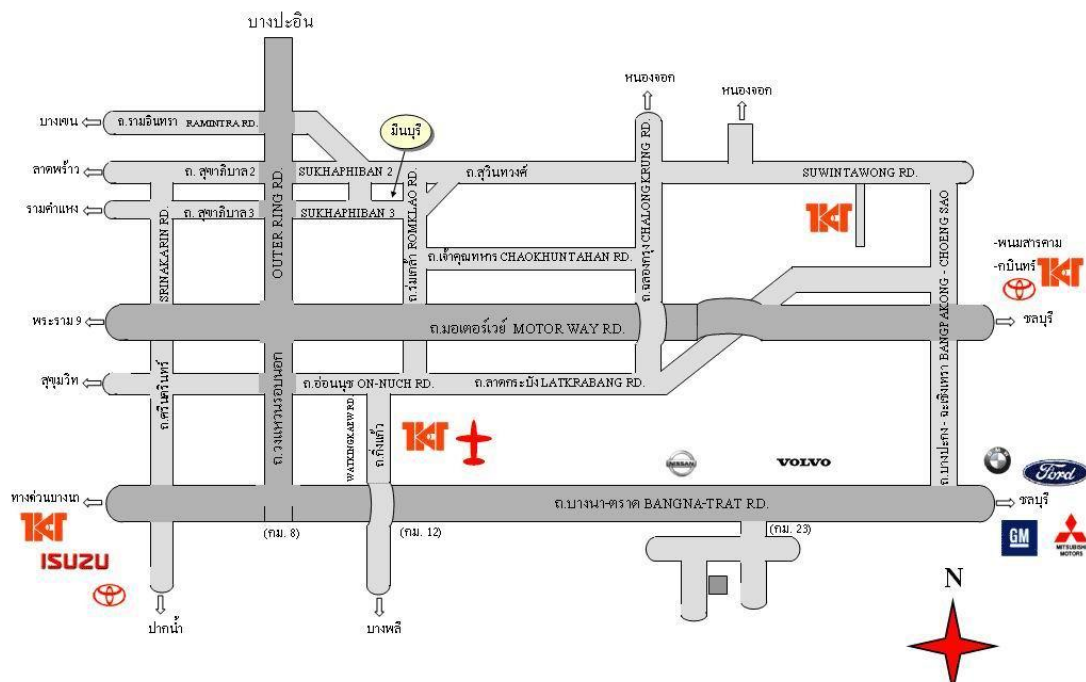 บางปะอิน
หนองจอก
หนองจอก
บางเขน
ถ.รามอินทรา RAMINTRA RD.
มีนบุรี
ลาดพร้าว
ถ. สุขาภิบาล 2
SUKHAPHIBAN 2
ถ.สุวินทวงศ์
SUWINTAWONG RD.
รามคำแหง
ถ. สุขาภิบาล 3
SUKHAPHIBAN 3
SRINAKARIN RD.
OUTER RING RD.
ถ.ร่มเกล้า ROMKLAO RD.
ถ.ฉลองกรุง CHALONGKRUNG RD.
TKT
ถ.เจ้าคุณทหาร CHAOKHUNTAHAN RD.
-พนมสารคาม
-กบินทร์
TKT
พระราม 9
ถ.มอเตอร์เวย์ MOTOR WAY RD.
ชลบุรี
สุขุมวิท
ถ.อ่อนนุช ON-NUCH RD.
ถ.ลาดกระบัง LATKRABANG RD.
ถ.ศรีนครินทร์
ถ.วงแหวนรอบนอก
WATKINGKAEW RD.
ถ.กิ่งแก้ว
TKT
ถ.บางปะกง - ฉะเชิงเทรา BANGPAKONG - CHOENG SAO
NISSAN
VOLVO
BMW
Ford
ทางด่วนบางนา
ถ.บางนา-ตราด BANGNA-TRAT RD.
ชลบุรี
TKT
(กม. 8)
(กม. 12)
(กม. 23)
GM
MITSUBISHI
MOTORS
ISUZU
ปากน้ำ
บางพลี
N